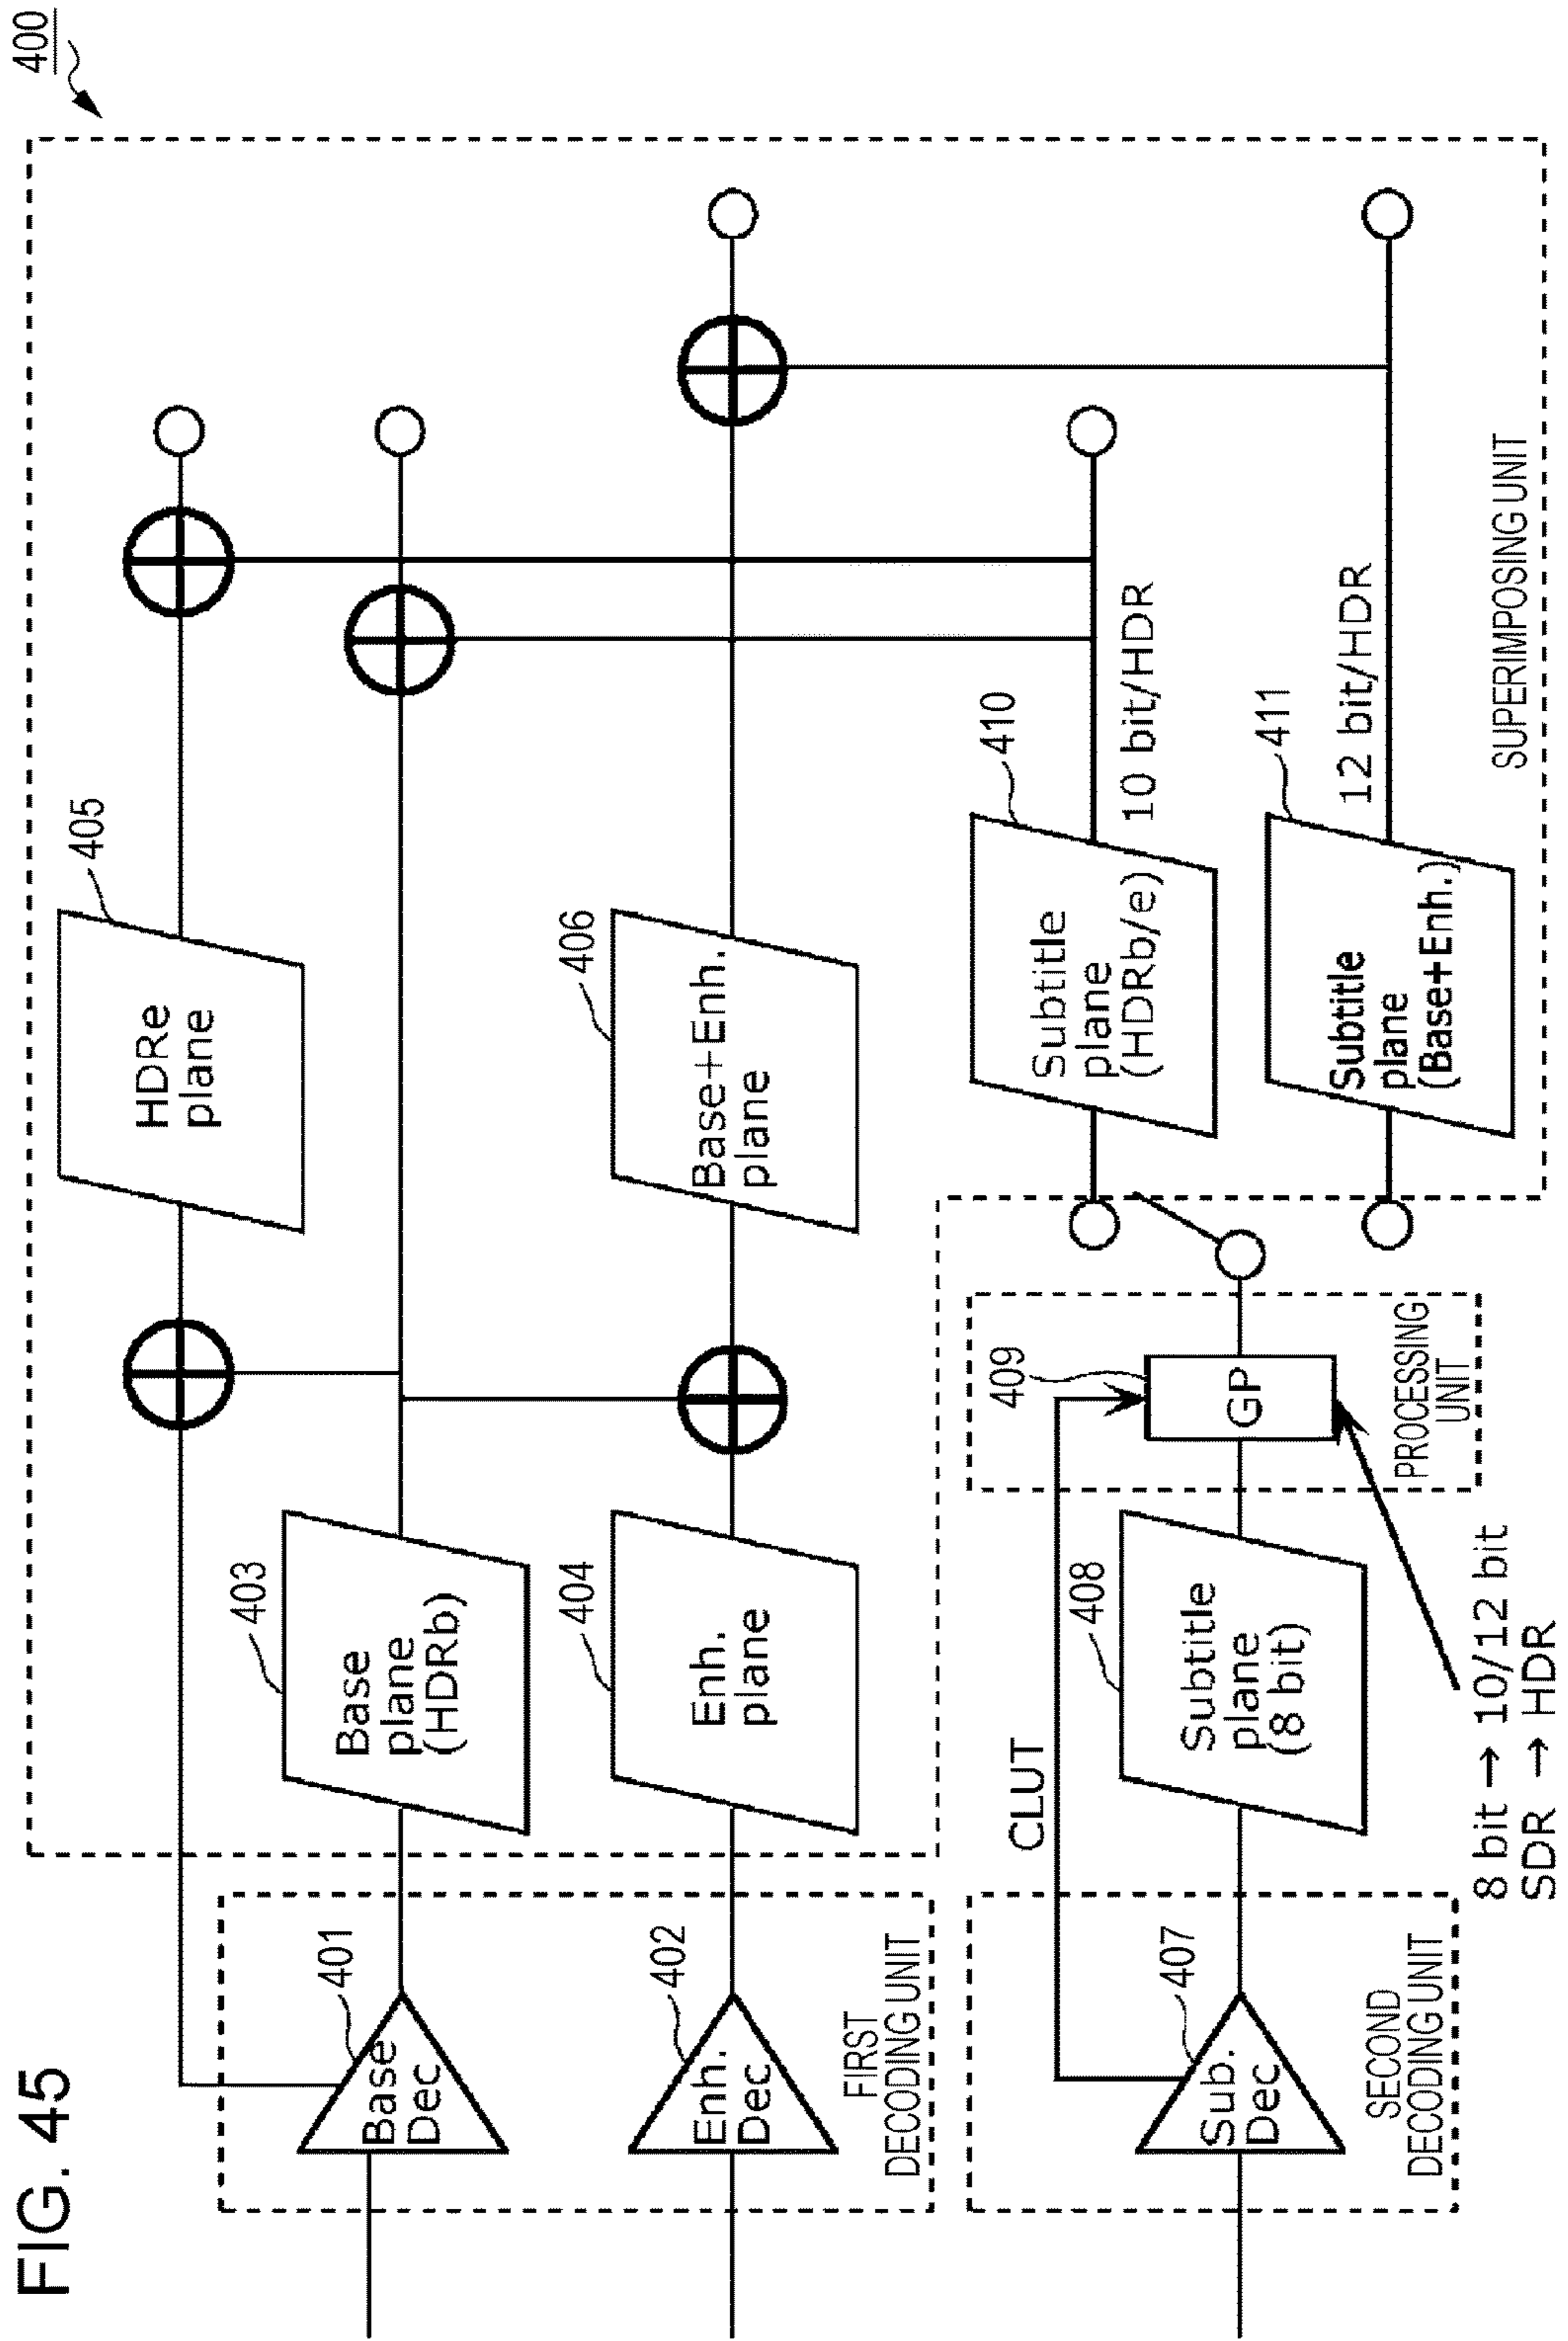 FIG. 45
400
401
Base
Dec
402
Enh.
Dec
FIRST
DECODING UNIT
403
Base
plane
(HDRb)
404
Enh.
plane
405
HDRe
plane
406
Base+Enh.
plane
407
Sub.
Dec
SECOND
DECODING UNIT
CLUT
408
Subtitle
plane
(8 bit)
409
GP
PROCESSING
UNIT
8 bit → 10/12 bit
SDR → HDR
410
Subtitle
plane
(HDRb/e)
10 bit/HDR
411
Subtitle
plane
(Base+Enh.)
12 bit/HDR
SUPERIMPOSING UNIT